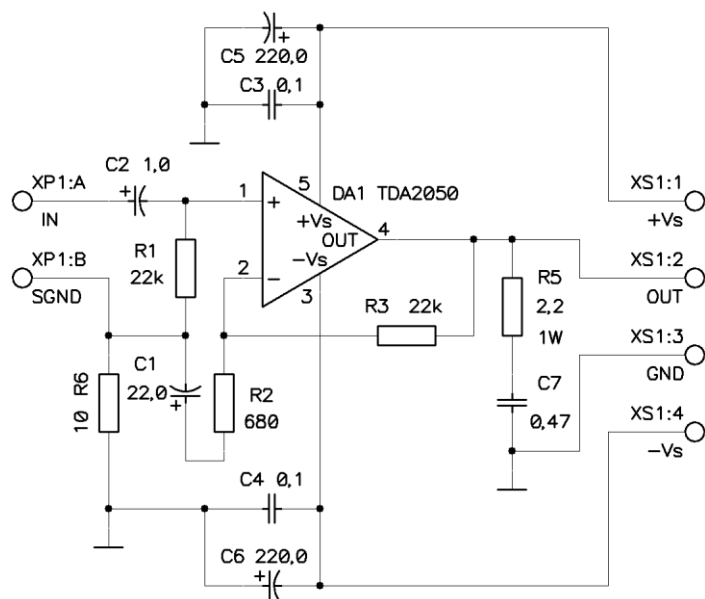 C5 220,0
C3 0,1
C2 1,0
XP1:A
IN
XP1:B
SGND
R1
22k
1
2
5
+
+Vs
OUT
-Vs
−
3
4
DA1 TDA2050
XS1:1
+Vs
XS1:2
OUT
XS1:3
GND
XS1:4
-Vs
R3 22k
R5
2,2
1W
C7
0,47
10 R6
C1
22,0
+
R2
680
C4 0,1
C6 220,0
+
+
+